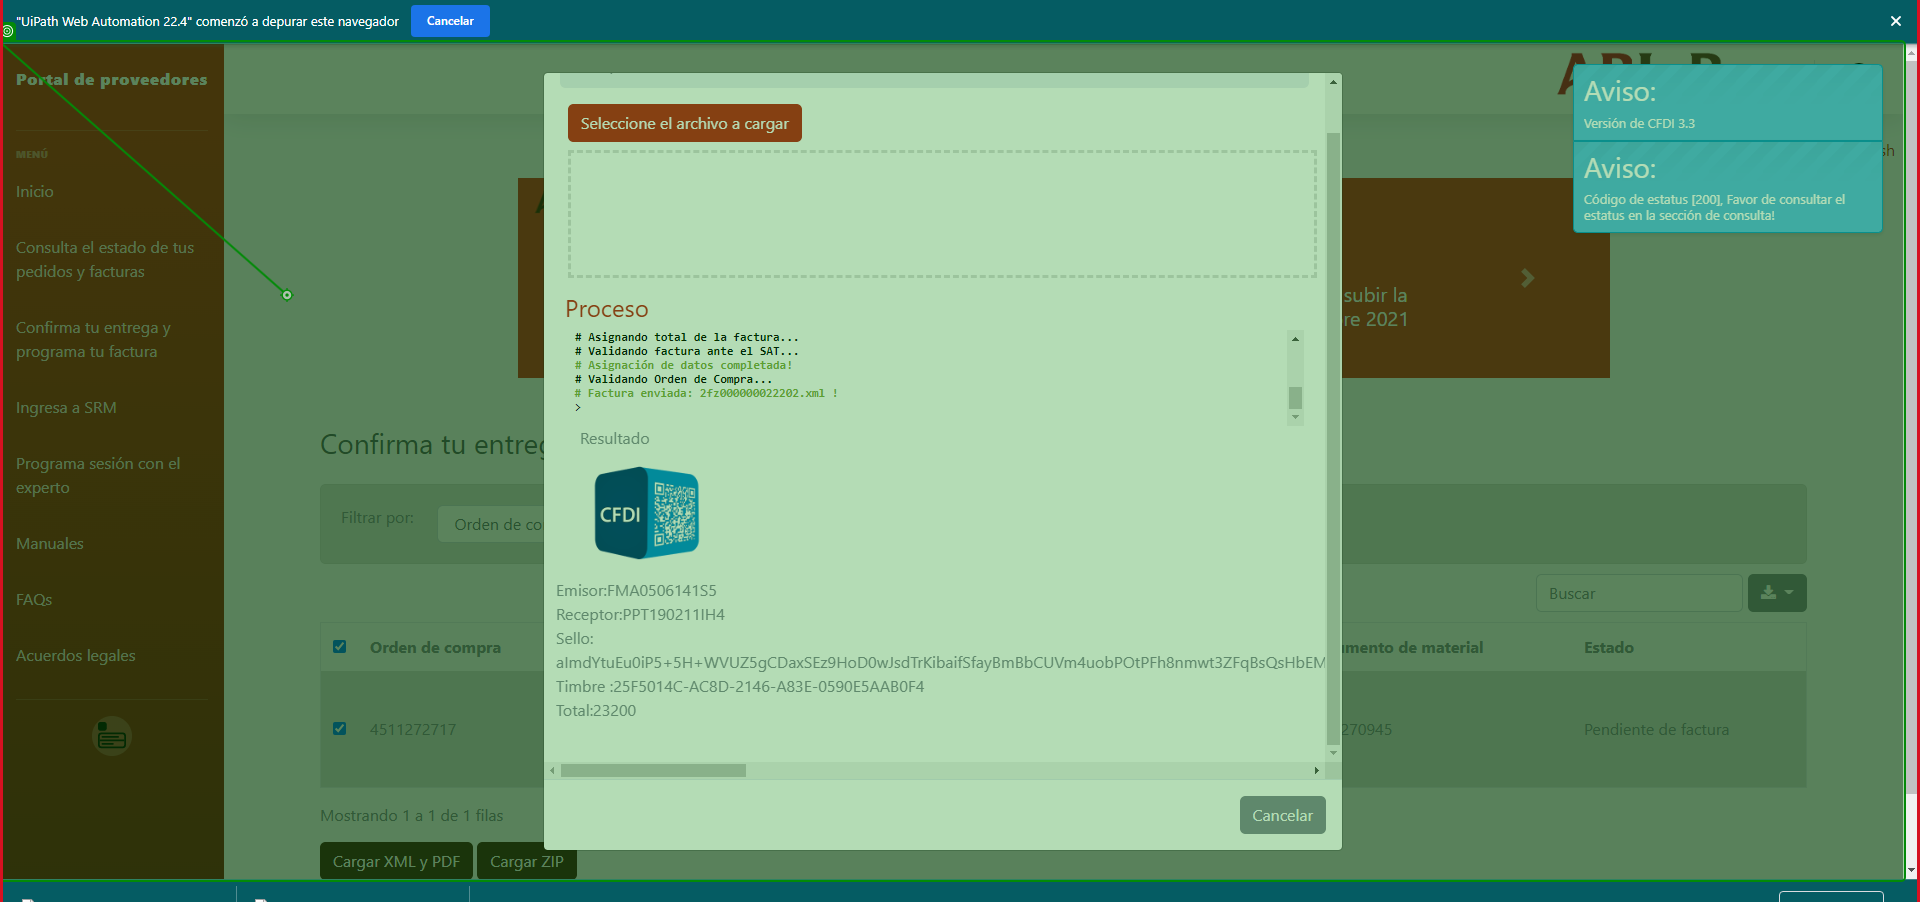 "UiPath Web Automation 22.4" comenzó a depurar este navegador
Cancelar
Portal de proveedores
MENÚ
Inicio
Consulta el estado de tus
pedidos y facturas
Confirma tu entrega y
programa tu factura
Ingresa a SRM
Programa sesión con el
experto
Manuales
FAQs
Acuerdos legales
Aviso:
Versión de CFDI 3.3
Aviso:
Código de estatus [200], Favor de consultar el
estatus en la sección de consulta!
sh
subir la
re 2021
Seleccione el archivo a cargar
Proceso
# Asignando total de la factura...
# Validando factura ante el SAT...
# Asignación de datos completada!
# Validando Orden de Compra...
# Factura enviada: 2fz000000022202.xml !
>
Resultado
CFDI
Emisor:FMA0506141S5
Receptor:PPT190211IH4
Sello:
aImdYtuEu0iP5+5H+WVUZ5gCDaxSEz9HoD0wJsdTrKibaifSfayBmBbCUVm4uobPOtPFh8nmwt3ZFqBsQsHbEM
Timbre :25F5014C-AC8D-2146-A83E-0590E5AAB0F4
Total:23200
Cancelar
Confirma tu entreg
Filtrar por:
Orden de co
Buscar
Orden de compra
umento de material
Estado
4511272717
270945
Pendiente de factura
Mostrando 1 a 1 de 1 filas
Cargar XML y PDF
Cargar ZIP